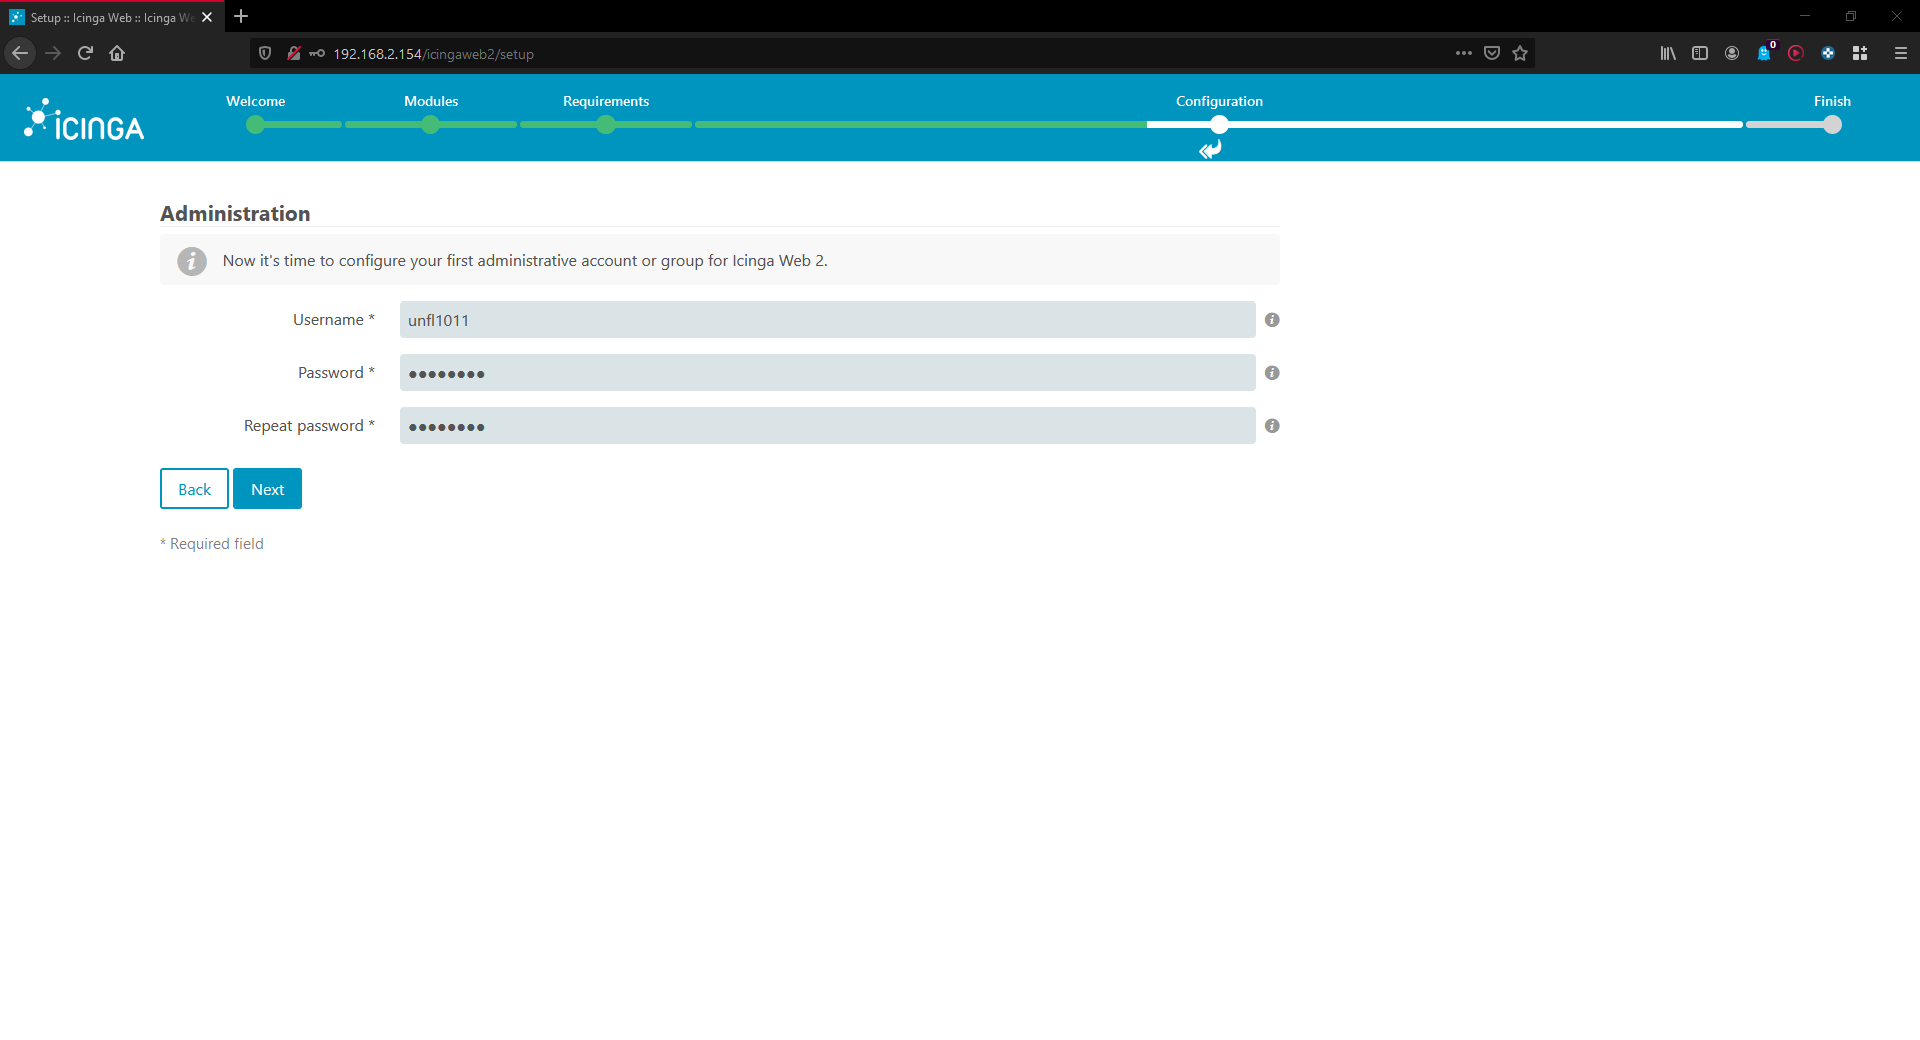 Setup :: Icinga Web :: Icinga We
0
192.168.2.154/icingaweb2/setup
Welcome Modules Requirements Configuration Finish
ICINGA
Administration
Now it's time to configure your first administrative account or group for Icinga Web 2.
Username * unfl1011
Password * ●●●●●●●●
Repeat password * ●●●●●●●●
Back Next
* Required field